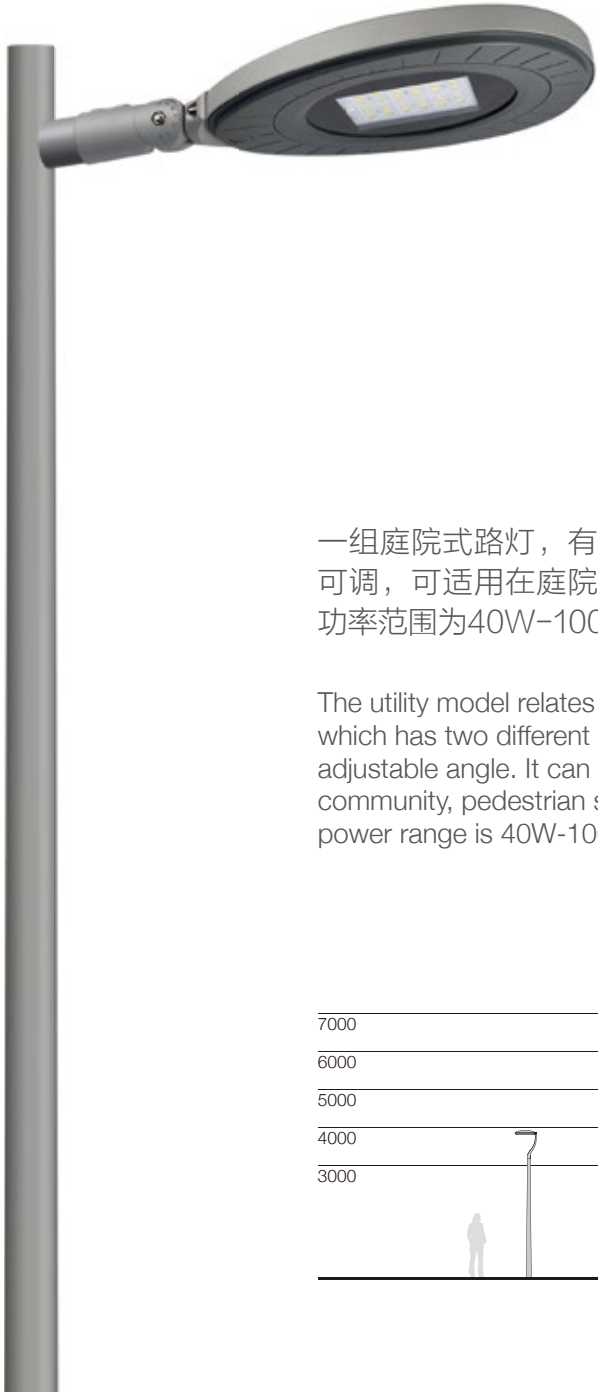 一组庭院式路灯，有
可调，可适用在庭院
功率范围为40W-100
The utility model relates
which has two different
adjustable angle. It can
community, pedestrian s
power range is 40W-10
7000
6000
5000
4000
3000